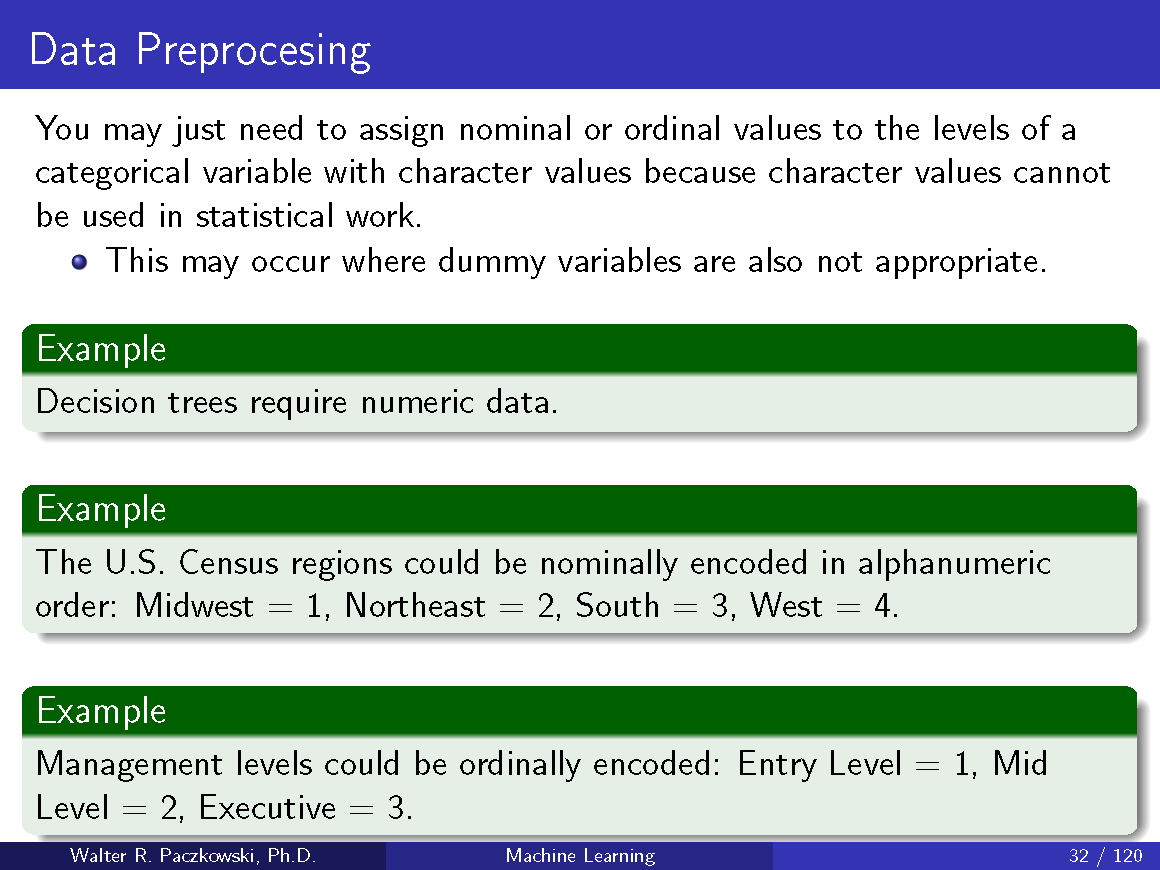 Data Preprocesing
You may just need to assign nominal or ordinal values to the levels of a
categorical variable with character values because character values cannot
be used in statistical work.
This may occur where dummy variables are also not appropriate.
Example
Decision trees require numeric data.
Example
The U.S. Census regions could be nominally encoded in alphanumeric
order: Midwest = 1, Northeast = 2, South = 3, West = 4.
Example
Management levels could be ordinally encoded: Entry Level = 1, Mid
Level = 2, Executive = 3.
Walter R. Paczkowski, Ph.D. Machine Learning 32 / 120